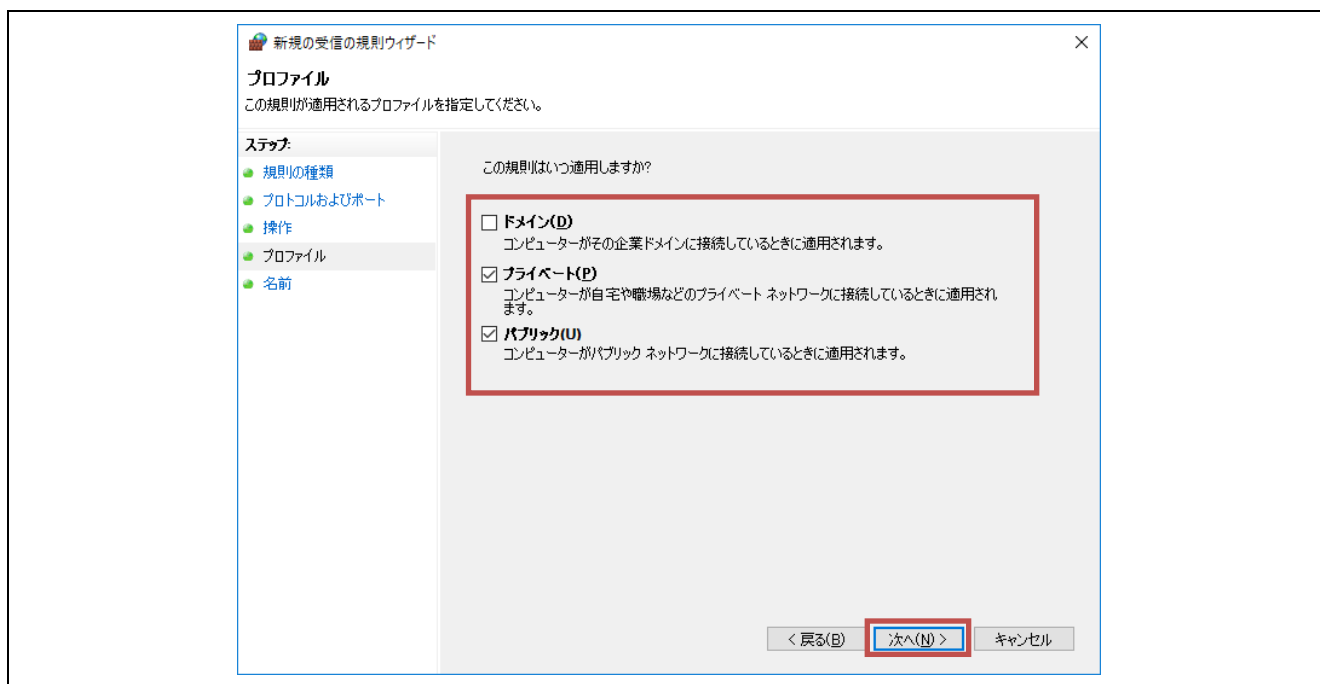 新規の受信の規則ウィザード
プロファイル
この規則が適用されるプロファイルを指定してください。
ステップ:
規則の種類
プロトコルおよびポート
操作
プロファイル
名前
この規則はいつ適用しますか?
ドメイン(D)
コンピューターがその企業ドメインに接続しているときに適用されます。
プライベート(P)
コンピューターが自宅や職場などのプライベート ネットワークに接続しているときに適用され
ます。
パブリック(U)
コンピューターがパブリック ネットワークに接続しているときに適用されます。
< 戻る(B)
次へ(N) >
キャンセル